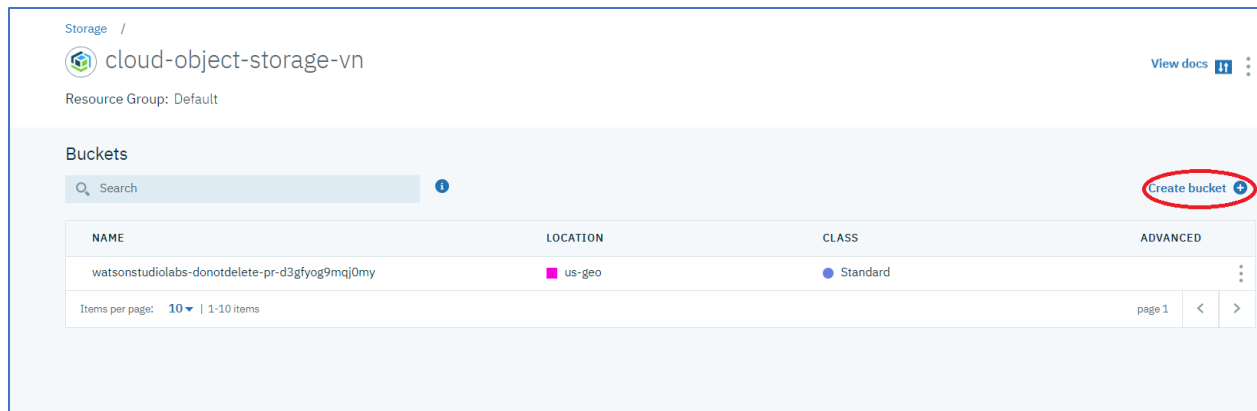 Storage /
cloud-object-storage-vn
View docs
Resource Group: Default
Buckets
Search
Create bucket
NAME LOCATION CLASS ADVANCED
watsonstudiolabs-donotdelete-pr-d3gfyog9mqj0my us-geo Standard
Items per page: 10 | 1-10 items page 1